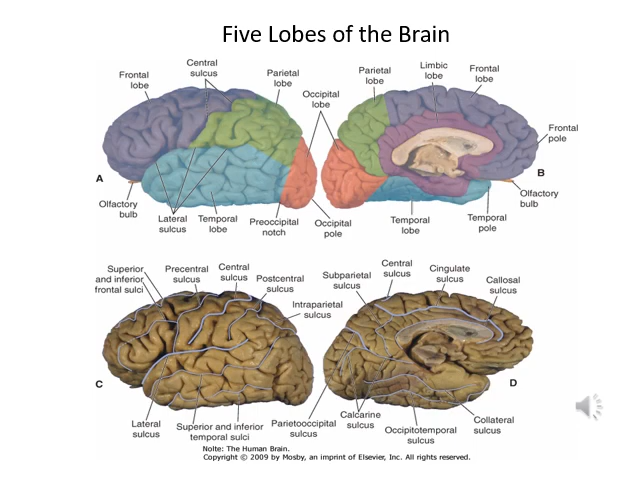 Five Lobes of the Brain
Frontal
lobe
Central
sulcus
Parietal
lobe
Occipital
lobe
Parietal
lobe
Limbic
lobe
Frontal
lobe
Frontal
pole
A
B
Olfactory
bulb
Lateral
sulcus
Temporal
lobe
Preoccipital
notch
Occipital
pole
Temporal
lobe
Temporal
pole
Olfactory
bulb
Superior
and inferior
frontal sulci
Precentral
sulcus
Central
sulcus
Postcentral
sulcus
Intraparietal
sulcus
Subparietal
sulcus
Central
sulcus
Cingulate
sulcus
Callosal
sulcus
C
D
Lateral
sulcus
Superior and inferior
temporal sulci
Parietooccipital
sulcus
Calcarine
sulcus
Occipitotemporal
sulcus
Collateral
sulcus
Nolte: The Human Brain.
Copyright © 2009 by Mosby, an imprint of Elsevier, Inc. All rights reserved.